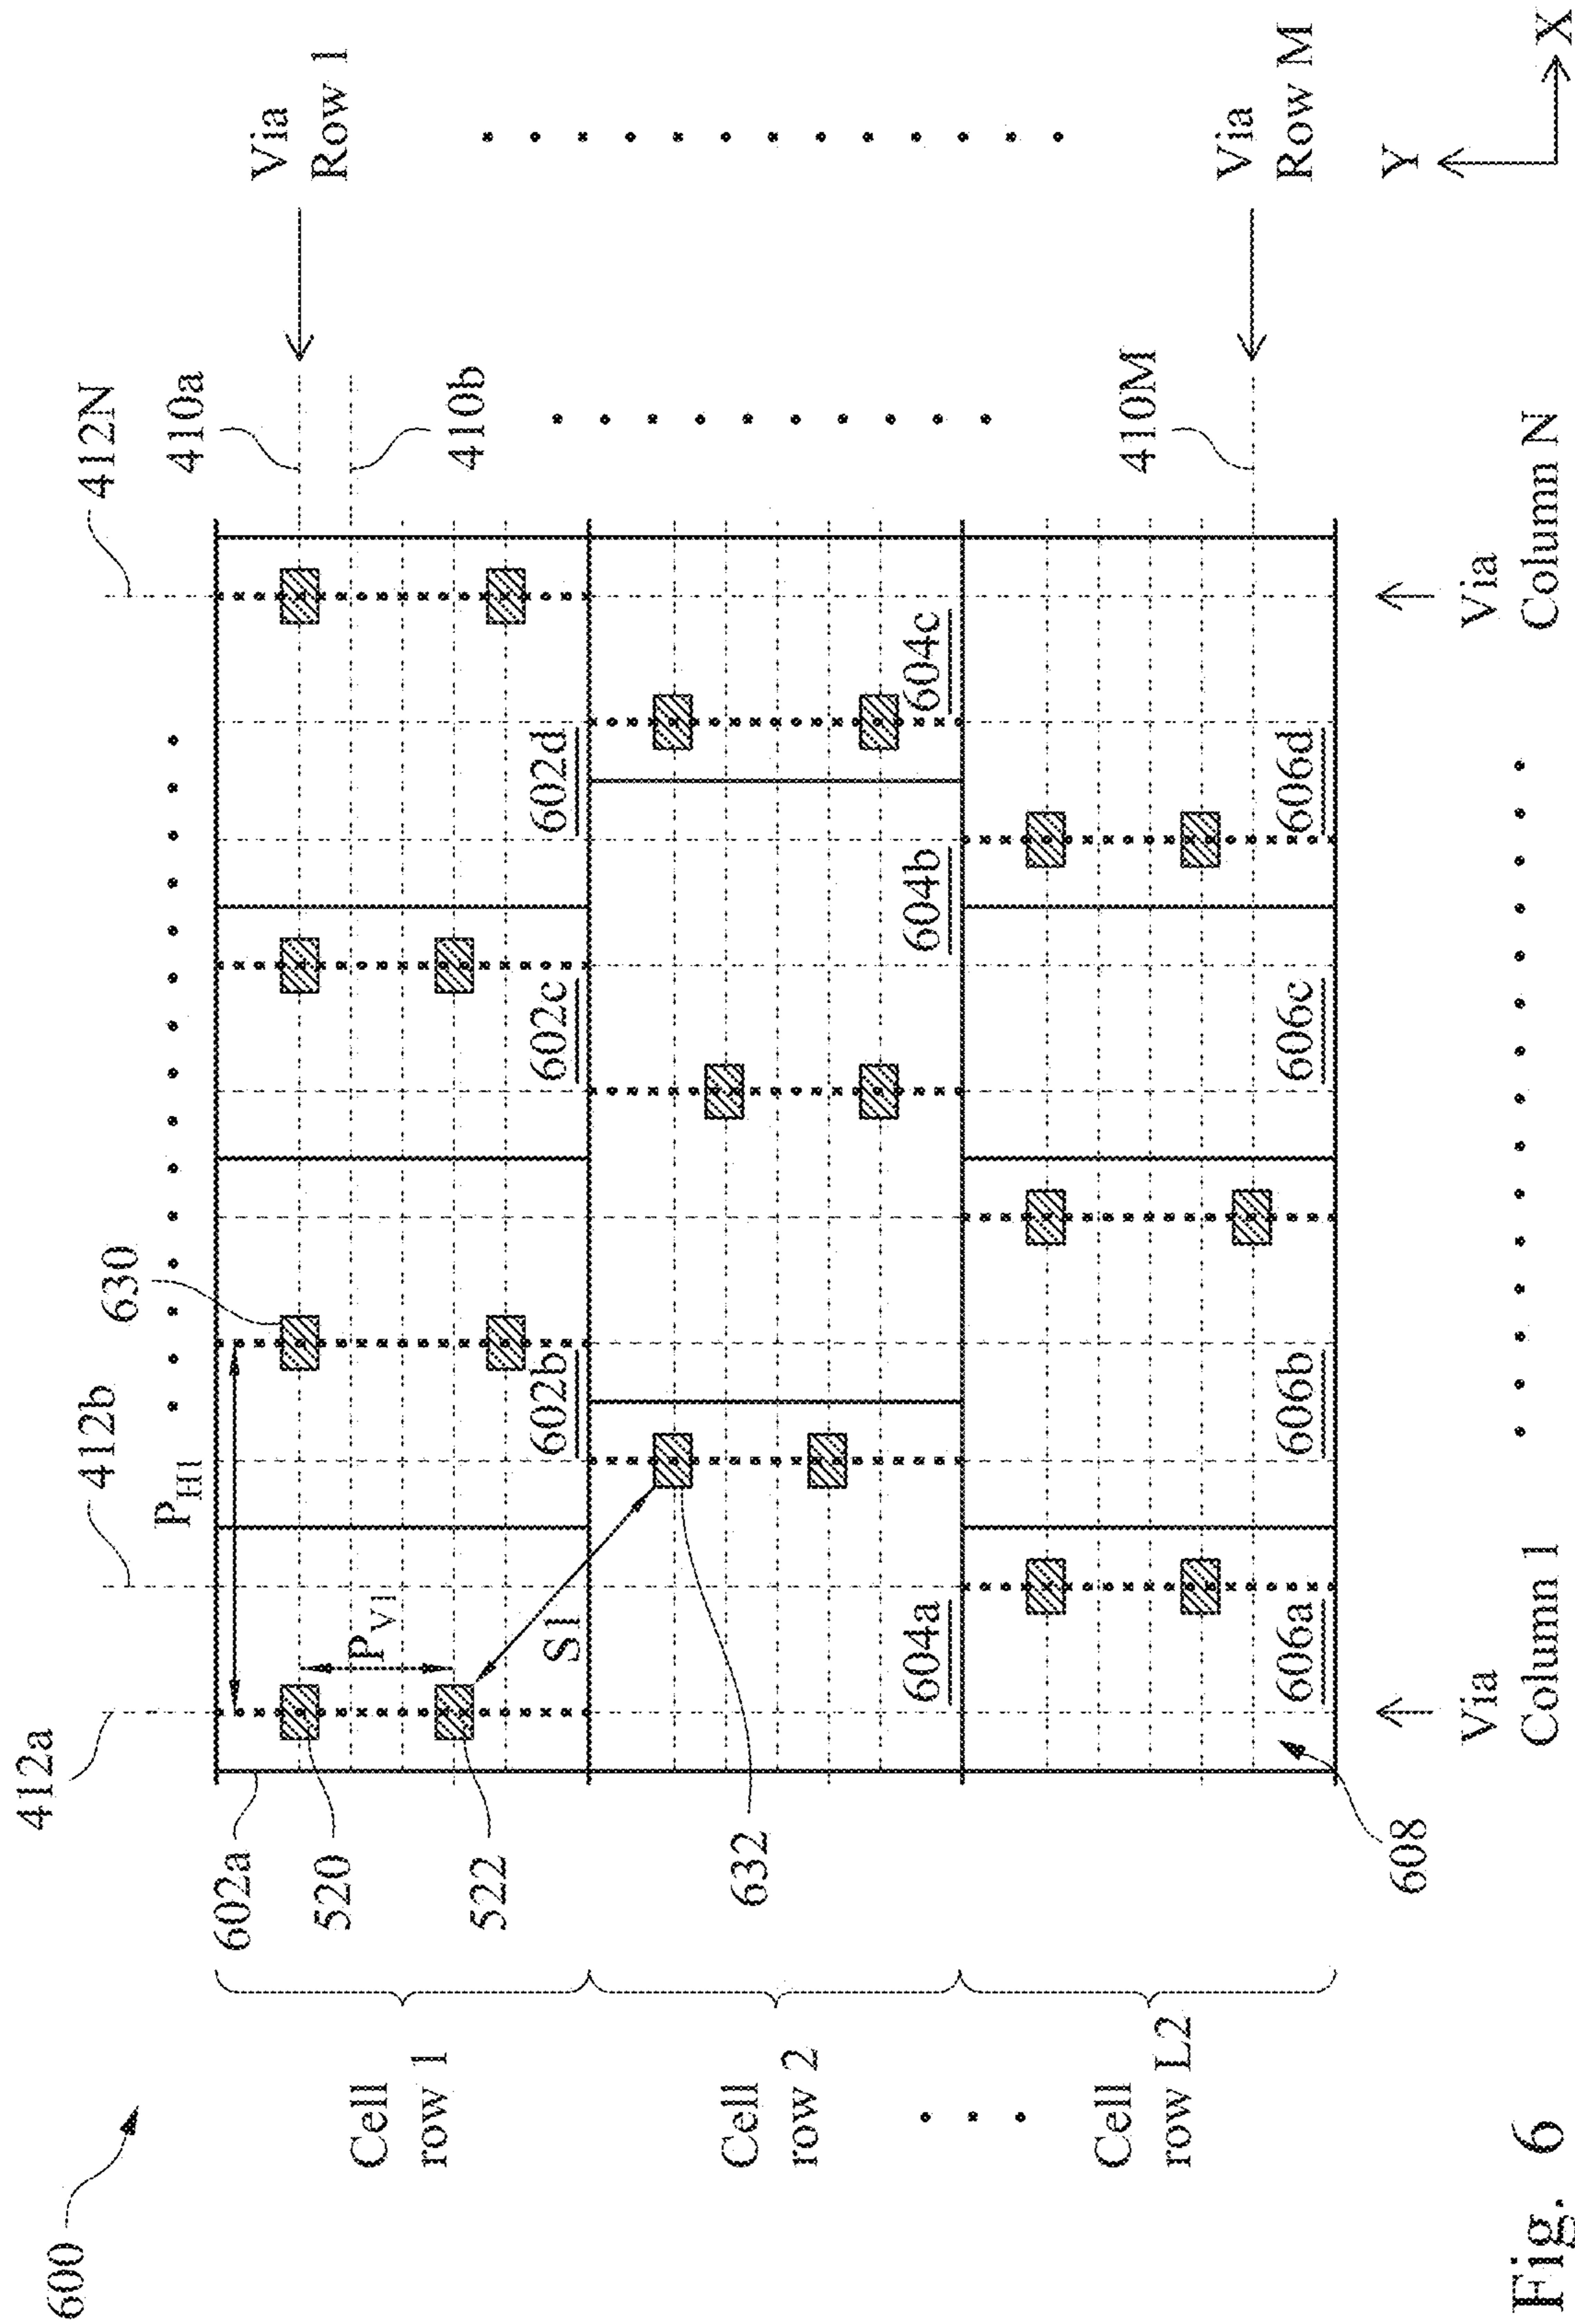 600
412a
412b
P_H1
630
412N
410a
410b
Via
Row 1
Cell
row 1
602a
520
522
P_V1
S1
602b
602c
602d
Cell
row 2
632
604a
604b
604c
Cell
row L2
608
606a
606b
606c
606d
410M
Via
Row M
Via
Column 1
Via
Column N
Y
X
Fig. 6